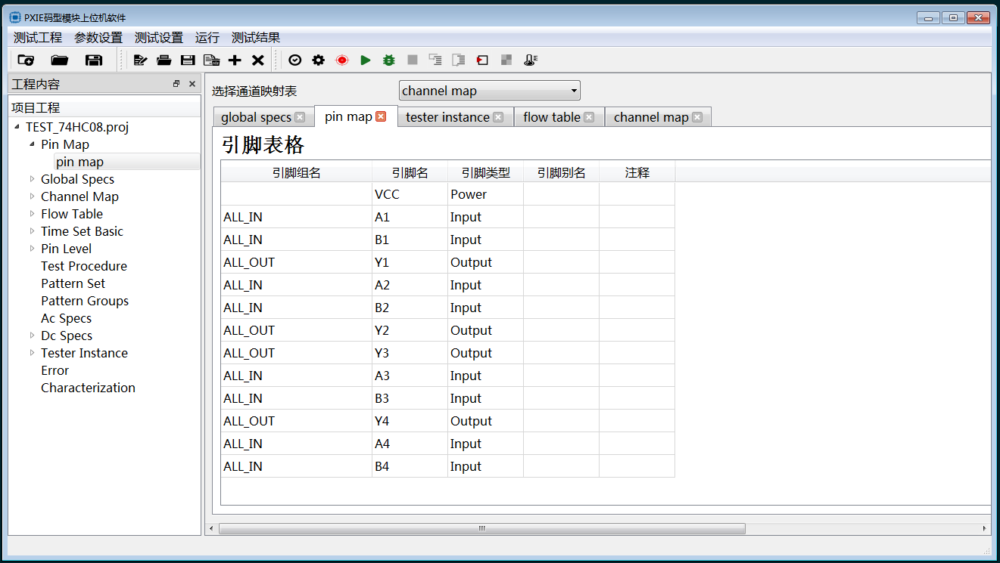 PXIE码型模块上位机软件
测试工程 参数设置 测试设置 运行 测试结果
工程内容
项目工程
TEST_74HC08.proj
Pin Map
pin map
Global Specs
Channel Map
Flow Table
Time Set Basic
Pin Level
Test Procedure
Pattern Set
Pattern Groups
Ac Specs
Dc Specs
Tester Instance
Error
Characterization
选择通道映射表 channel map
global specs pin map tester instance flow table channel map
引脚表格
引脚组名 引脚名 引脚类型 引脚别名 注释
VCC Power
ALL_IN A1 Input
ALL_IN B1 Input
ALL_OUT Y1 Output
ALL_IN A2 Input
ALL_IN B2 Input
ALL_OUT Y2 Output
ALL_OUT Y3 Output
ALL_IN A3 Input
ALL_IN B3 Input
ALL_OUT Y4 Output
ALL_IN A4 Input
ALL_IN B4 Input